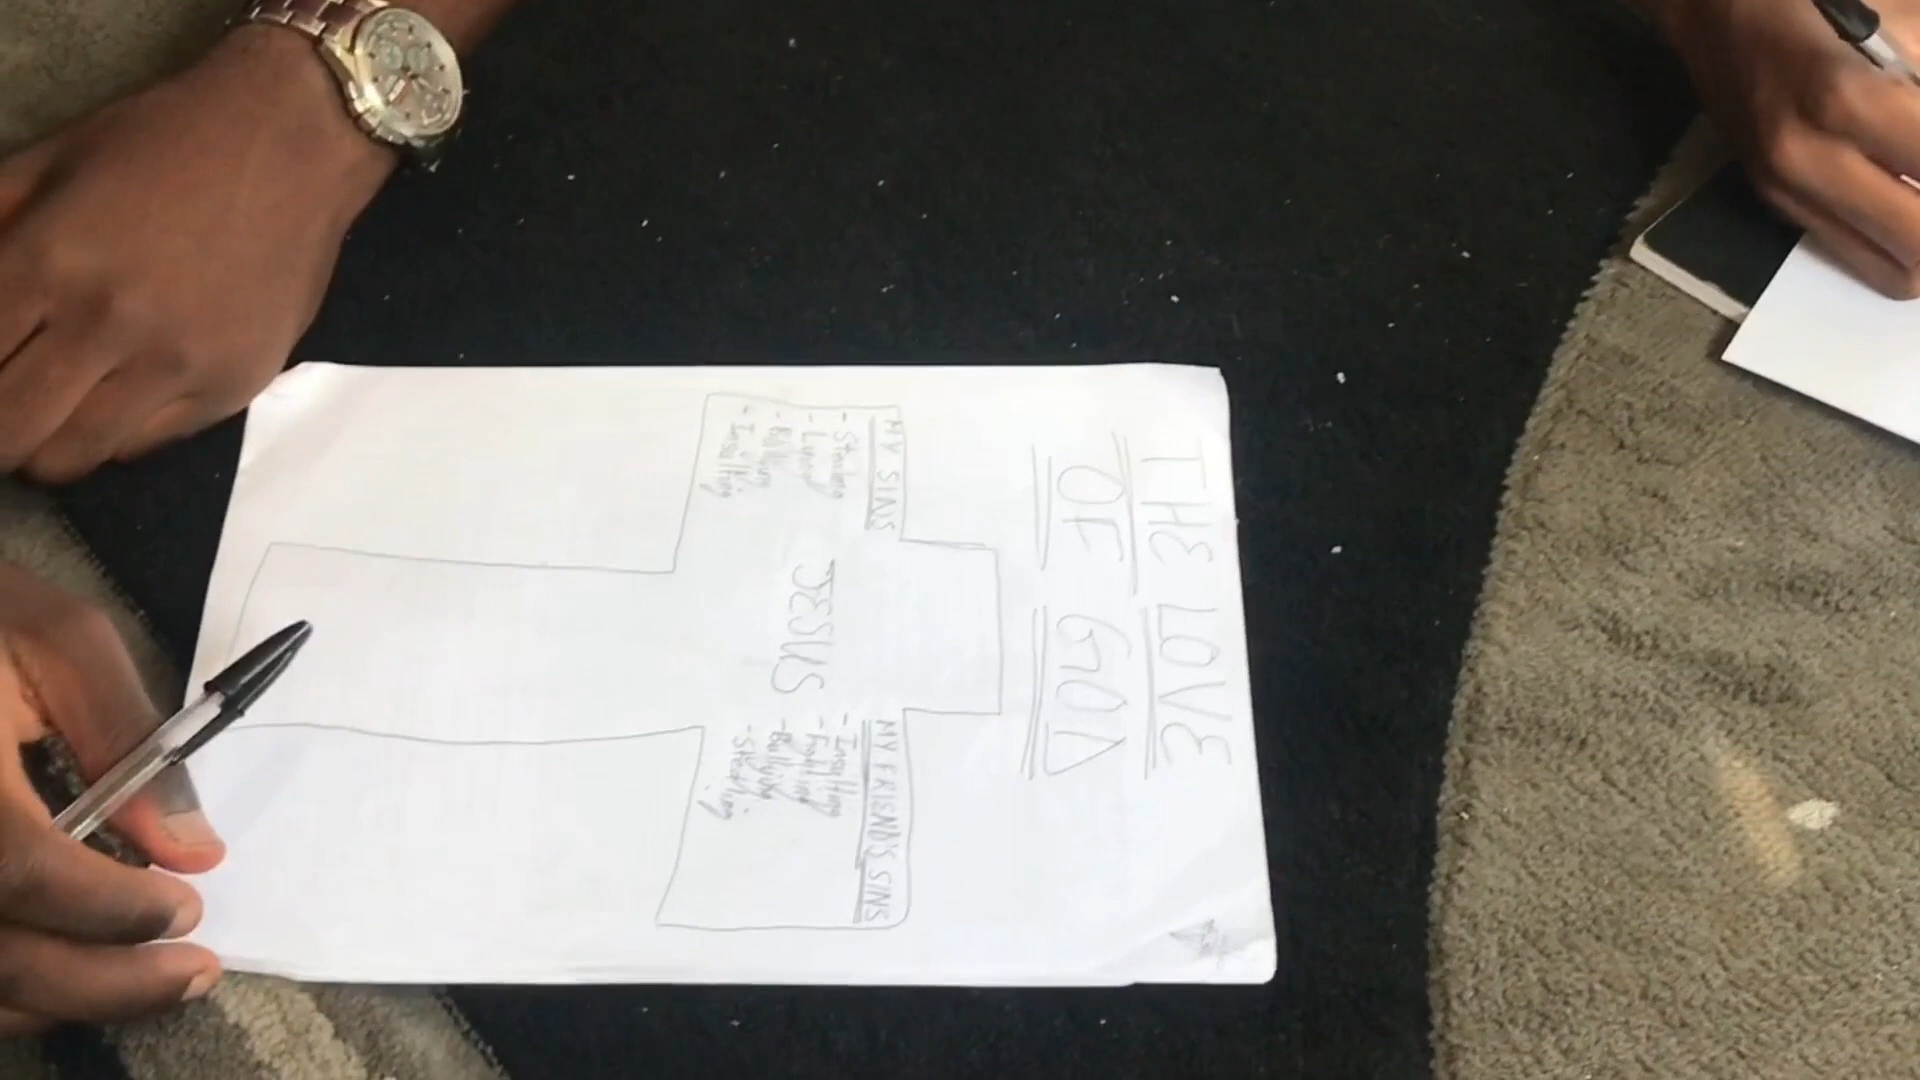 THE LOVE
OF GOD
MY SINS
- Stealing
- Lying
- Bullying
- Insulting
JESUS
MY FRIEND'S SINS
- Insulting
- Fighting
- Bullying
- Stealing